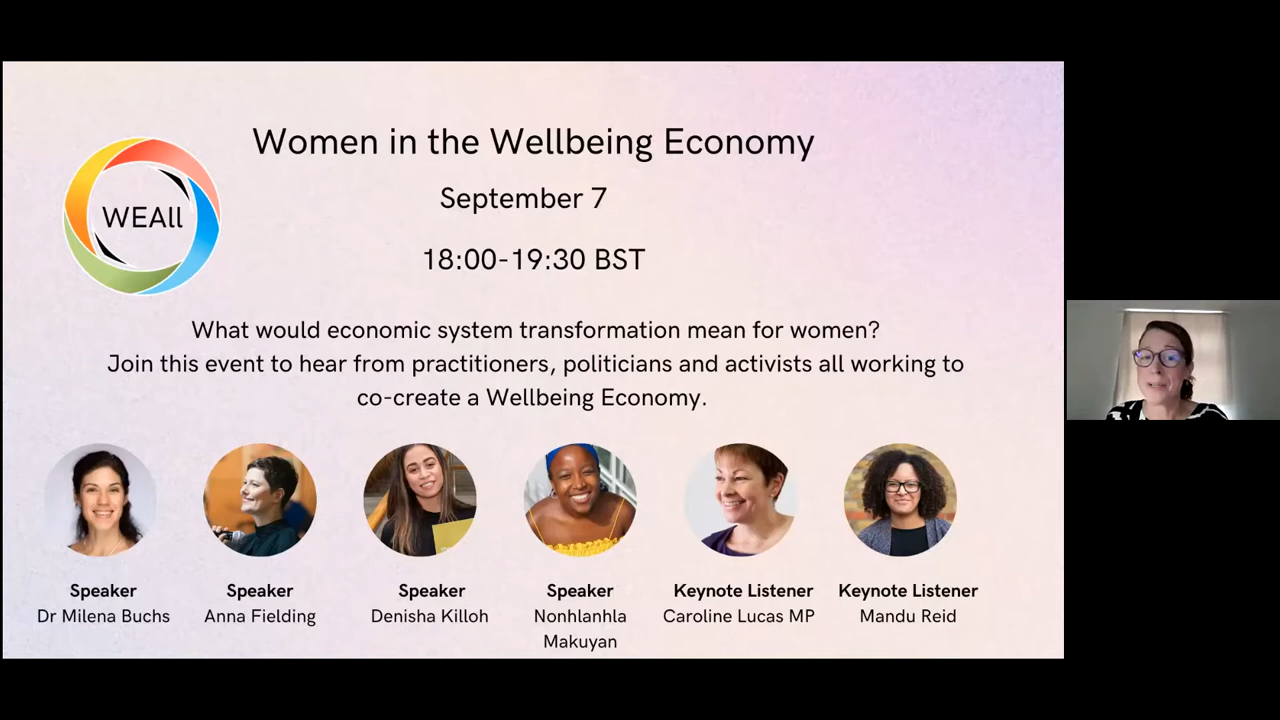 Women in the Wellbeing Economy
September 7
WEAll
18:00-19:30 BST
What would economic system transformation mean for women?
Join this event to hear from practitioners, politicians and activists all working to
co-create a Wellbeing Economy.
Speaker
Dr Milena Buchs
Speaker
Anna Fielding
Speaker
Denisha Killoh
Speaker
Nonhlanhla
Makuyan
Keynote Listener
Caroline Lucas MP
Keynote Listener
Mandu Reid